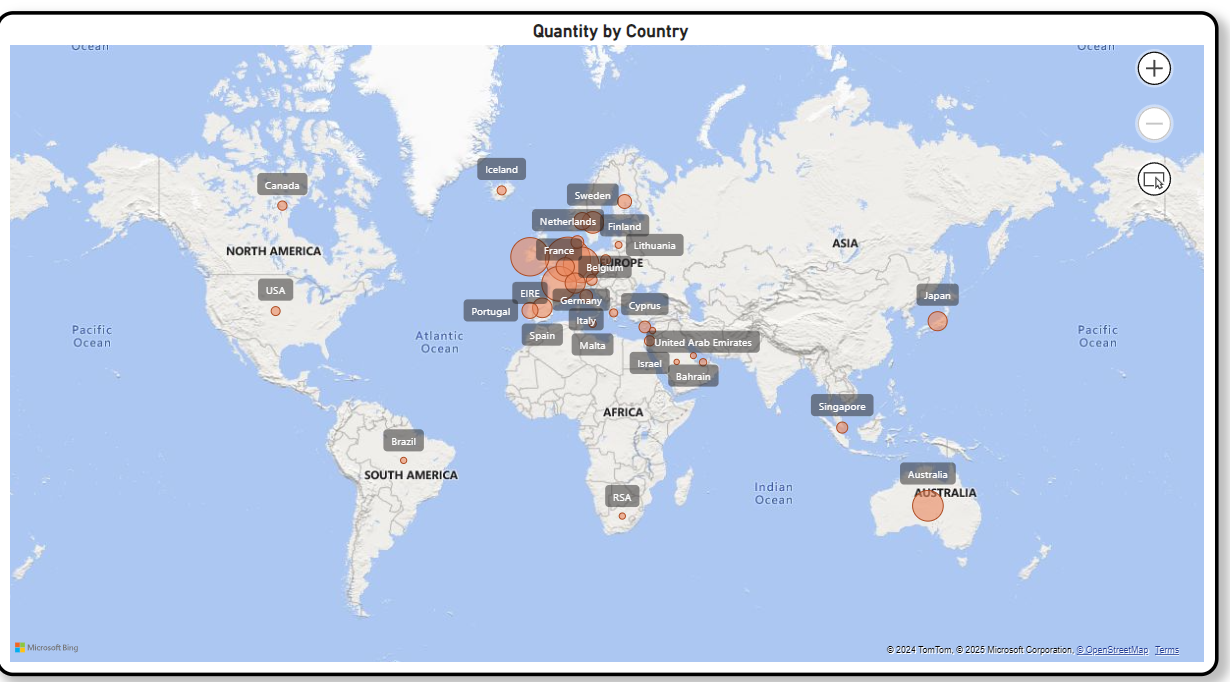 Quantity by Country
Ocean
Ocean
Iceland
Canada
Sweden
Netherlands
Finland
Lithuania
ASIA
NORTH AMERICA
France
EUROPE
Belgium
USA
EIRE
Japan
Germany
Cyprus
Portugal
Italy
Pacific
Ocean
Atlantic
Ocean
Pacific
Ocean
Spain
Malta
United Arab Emirates
Israel
Bahrain
Singapore
AFRICA
Brazil
SOUTH AMERICA
Australia
AUSTRALIA
Indian
Ocean
RSA
Microsoft Bing
© 2024 TomTom, © 2025 Microsoft Corporation, © OpenStreetMap Terms